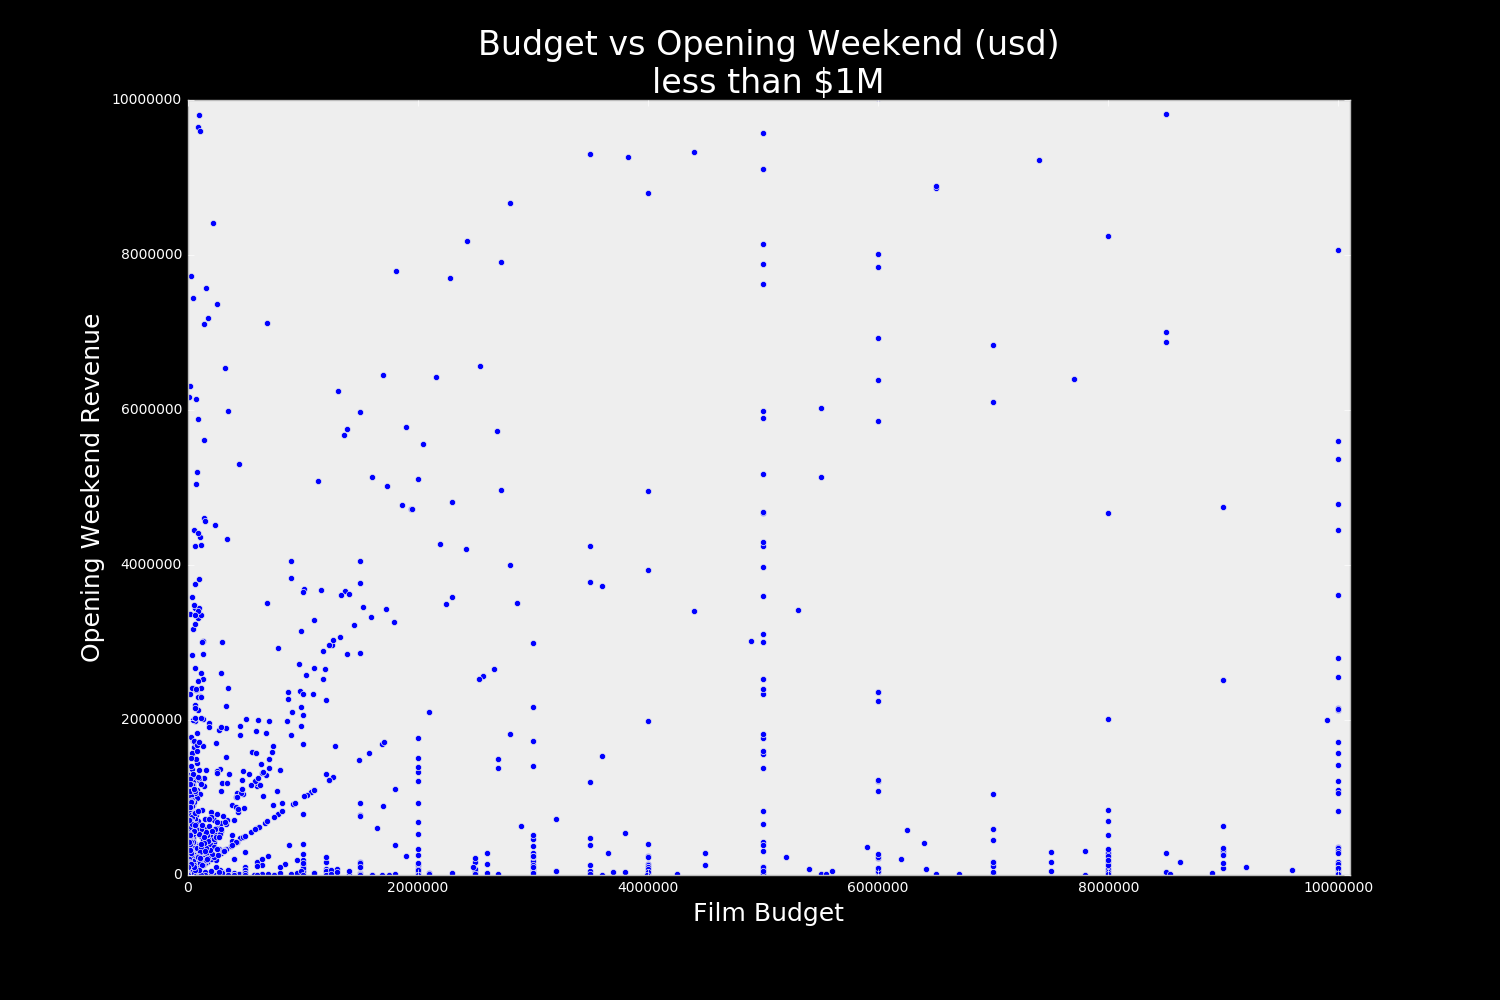 Budget vs Opening Weekend (usd)
less than $1M
10000000
8000000
6000000
4000000
2000000
0
Opening Weekend Revenue
0 2000000 4000000 6000000 8000000 10000000
Film Budget